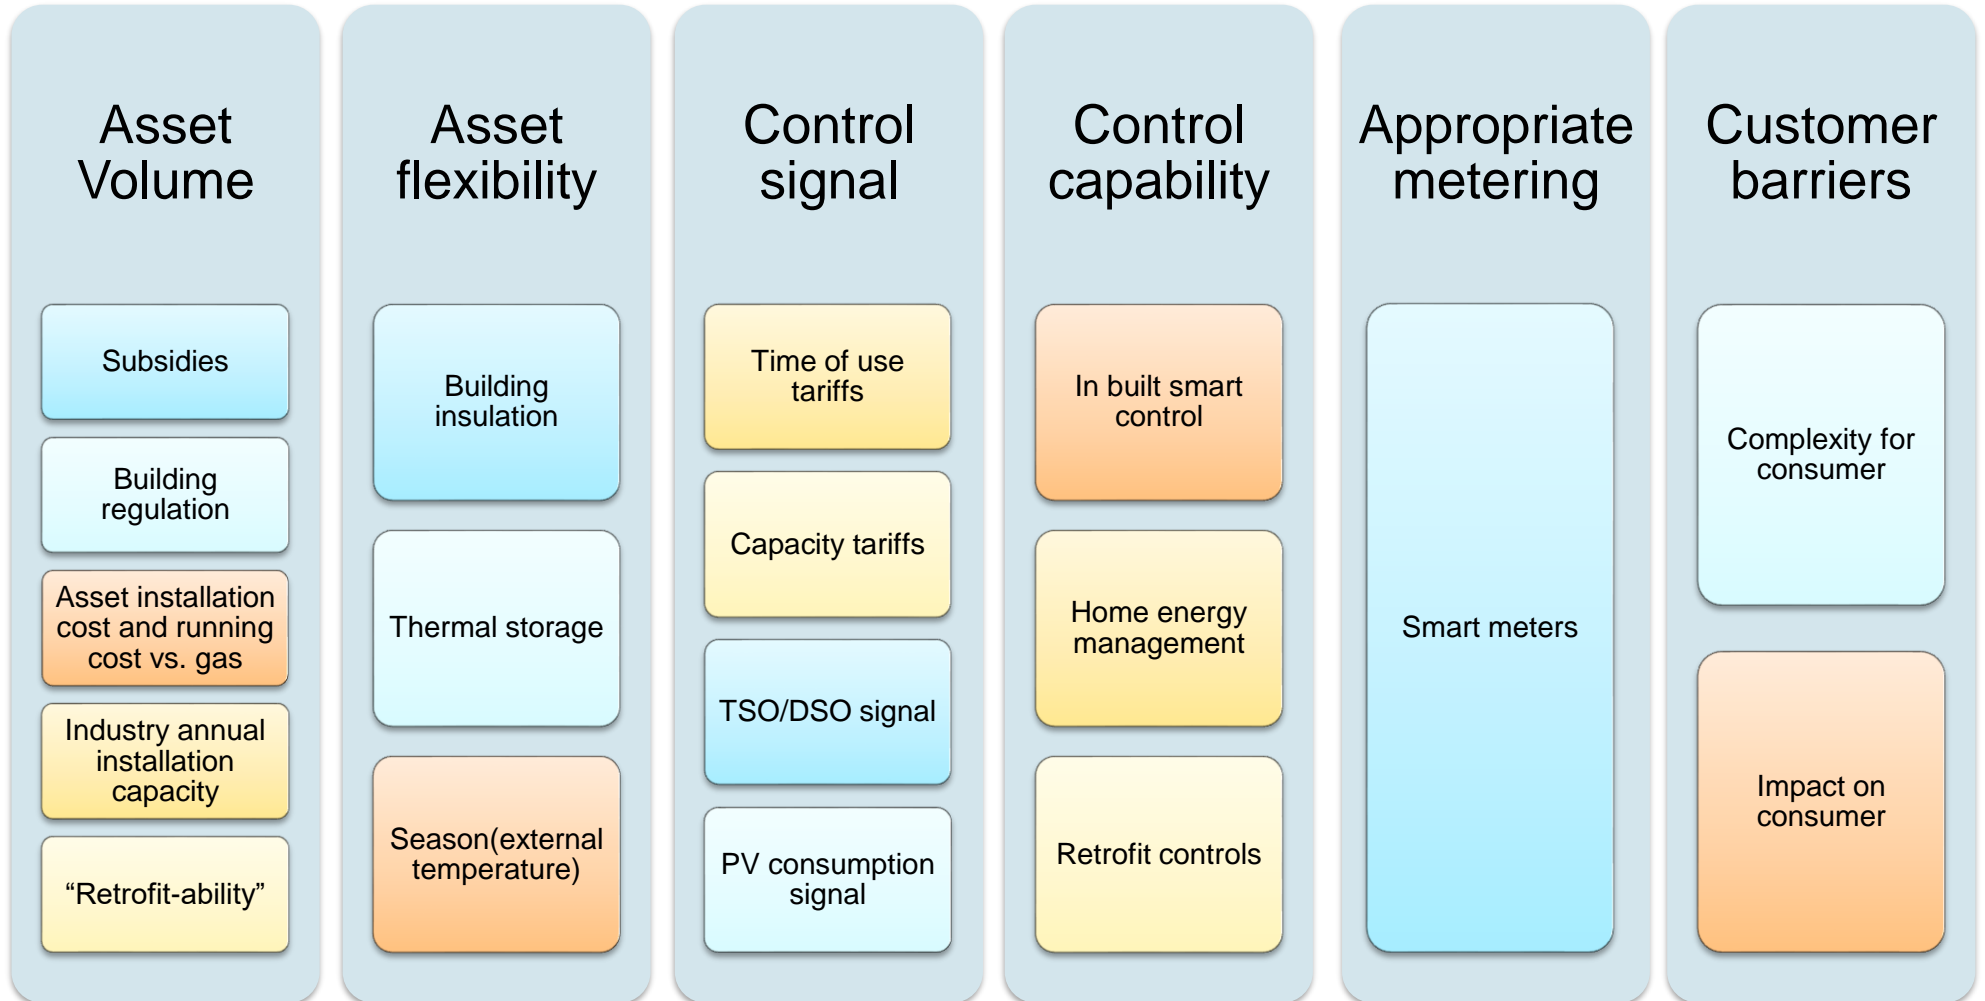 Asset
Volume
Subsidies
Building
regulation
Asset installation
cost and running
cost vs. gas
Industry annual
installation
capacity
“Retrofit-ability”
Asset
flexibility
Building
insulation
Thermal storage
Season(external
temperature)
Control
signal
Time of use
tariffs
Capacity tariffs
TSO/DSO signal
PV consumption
signal
Control
capability
In built smart
control
Home energy
management
Retrofit controls
Appropriate
metering
Smart meters
Customer
barriers
Complexity for
consumer
Impact on
consumer